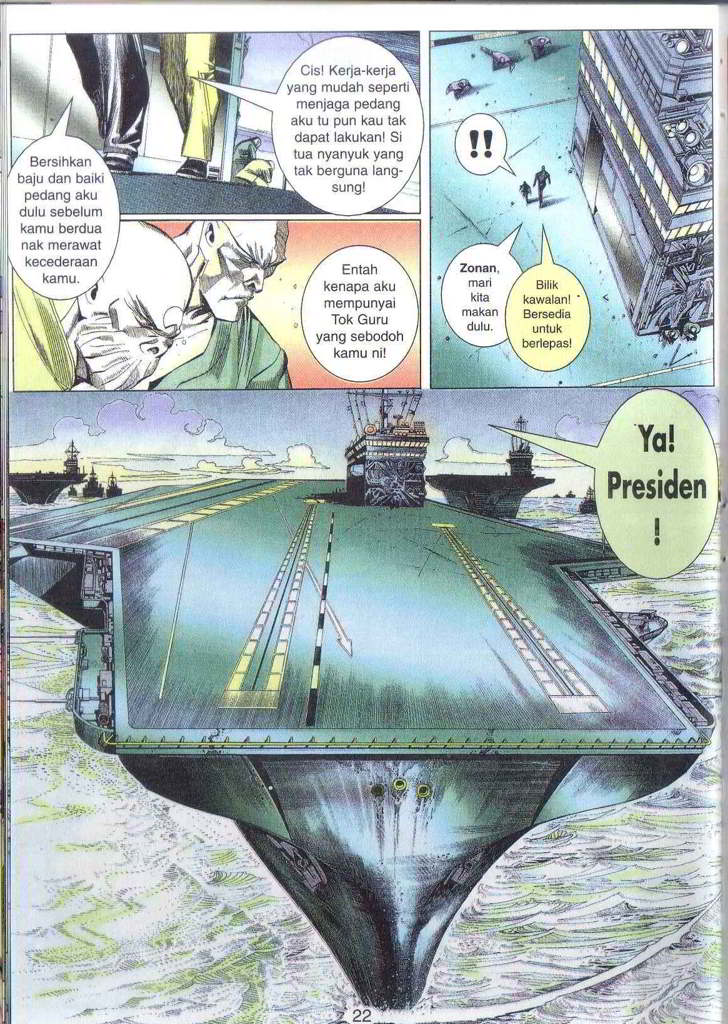 Cis! Kerja-kerja
yang mudah seperti
menjaga pedang
aku tu pun kau tak
dapat lakukan! Si
tua nyanyuk yang
tak berguna lang-
sung!
Bersihkan
baju dan baiki
pedang aku
dulu sebelum
kamu berdua
nak merawat
kecederaan
kamu.
Entah
kenapa aku
mempunyai
Tok Guru
yang sebodoh
kamu ni!
!!
Zonan,
mari
kita
makan
dulu.
Bilik
kawalan!
Bersedia
untuk
berlepas!
Ya!
Presiden
!
22